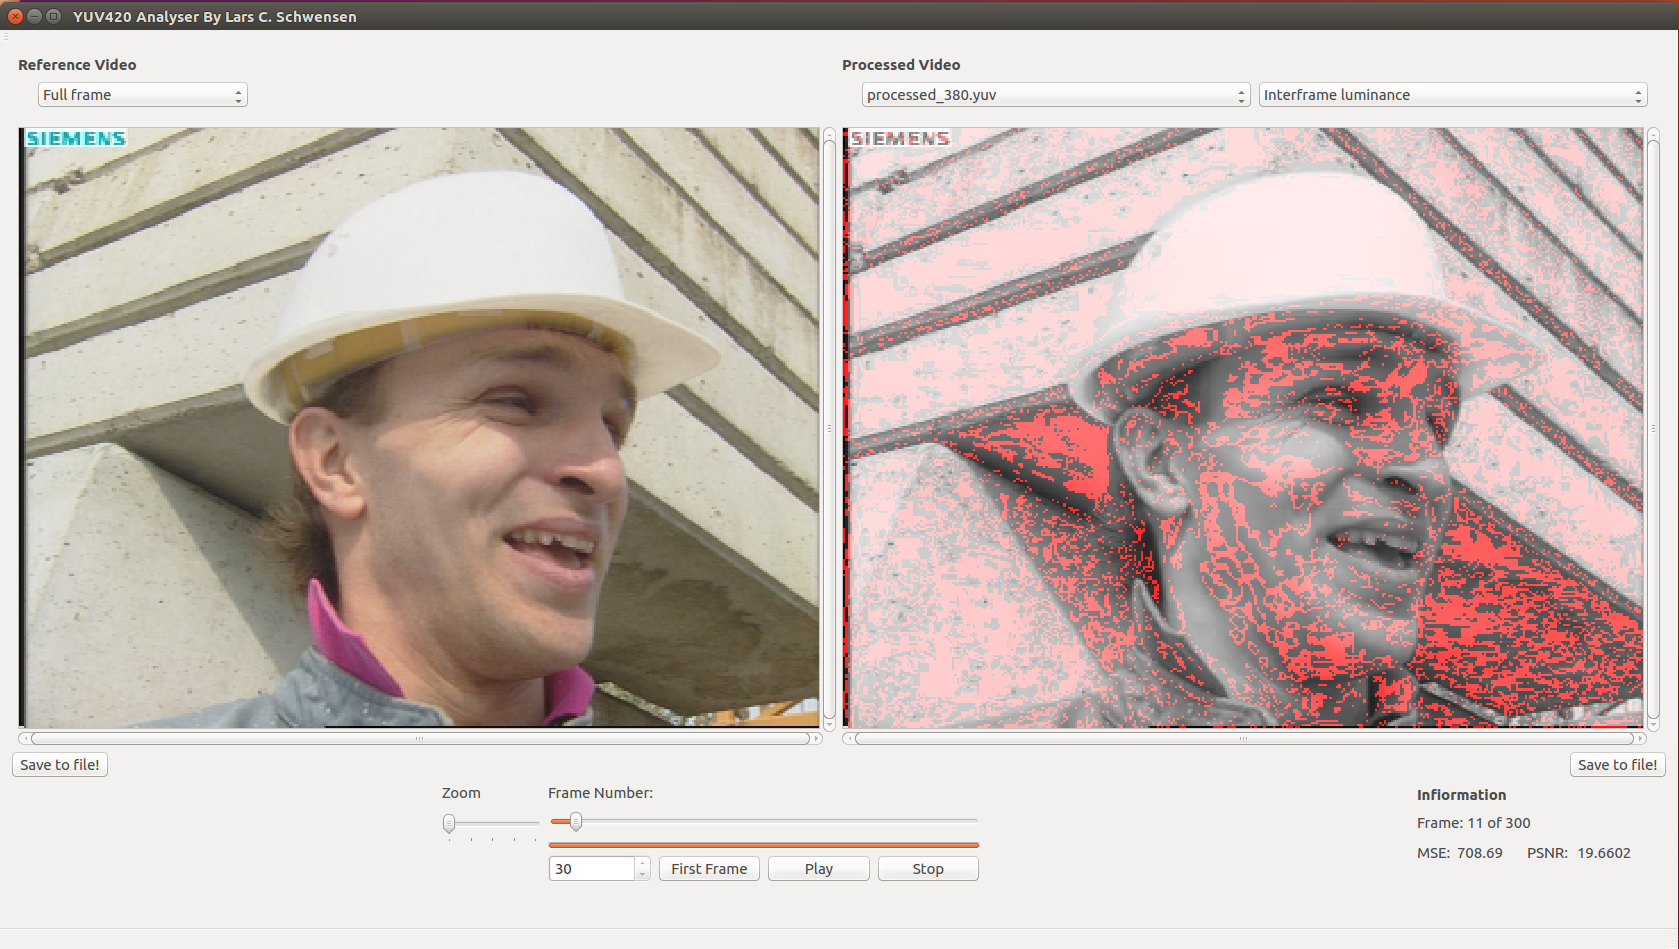 YUV420 Analyser By Lars C. Schwensen
Reference Video
Full frame
Processed Video
processed_380.yuv
Interframe luminance
SIEMENS
SIEMENS
Save to file!
Save to file!
Zoom
Frame Number:
30
First Frame
Play
Stop
Infiormation
Frame: 11 of 300
MSE: 708.69 PSNR: 19.6602